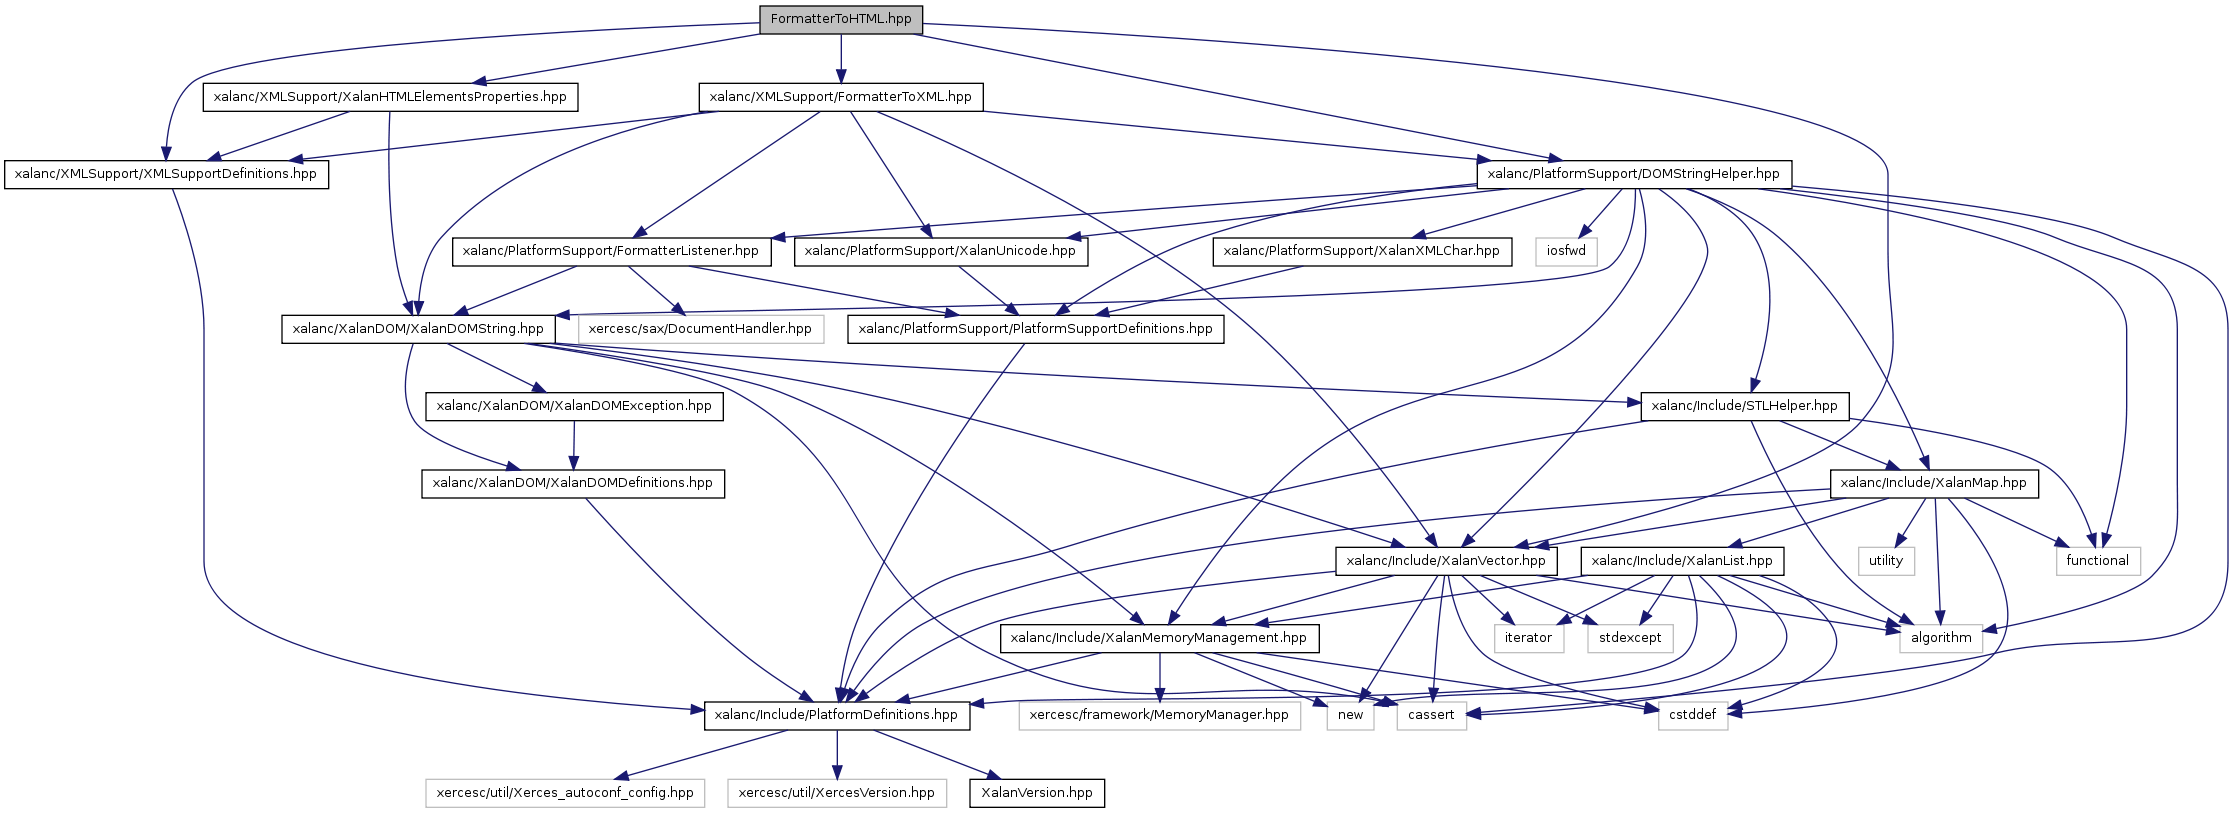 FormatterToHTML.hpp
xalanc/XMLSupport/XalanHTMLElementsProperties.hpp
xalanc/XMLSupport/FormatterToXML.hpp
xalanc/XMLSupport/XMLSupportDefinitions.hpp
xalanc/PlatformSupport/DOMStringHelper.hpp
xalanc/PlatformSupport/FormatterListener.hpp
xalanc/PlatformSupport/XalanUnicode.hpp
xalanc/PlatformSupport/XalanXMLChar.hpp
iosfwd
xalanc/XalanDOM/XalanDOMString.hpp
xercesc/sax/DocumentHandler.hpp
xalanc/PlatformSupport/PlatformSupportDefinitions.hpp
xalanc/XalanDOM/XalanDOMException.hpp
xalanc/Include/STLHelper.hpp
xalanc/XalanDOM/XalanDOMDefinitions.hpp
xalanc/Include/XalanMap.hpp
xalanc/Include/XalanVector.hpp
xalanc/Include/XalanList.hpp
utility
functional
xalanc/Include/XalanMemoryManagement.hpp
iterator
stdexcept
algorithm
xalanc/Include/PlatformDefinitions.hpp
xercesc/framework/MemoryManager.hpp
new
cassert
cstddef
xercesc/util/Xerces_autoconf_config.hpp
xercesc/util/XercesVersion.hpp
XalanVersion.hpp